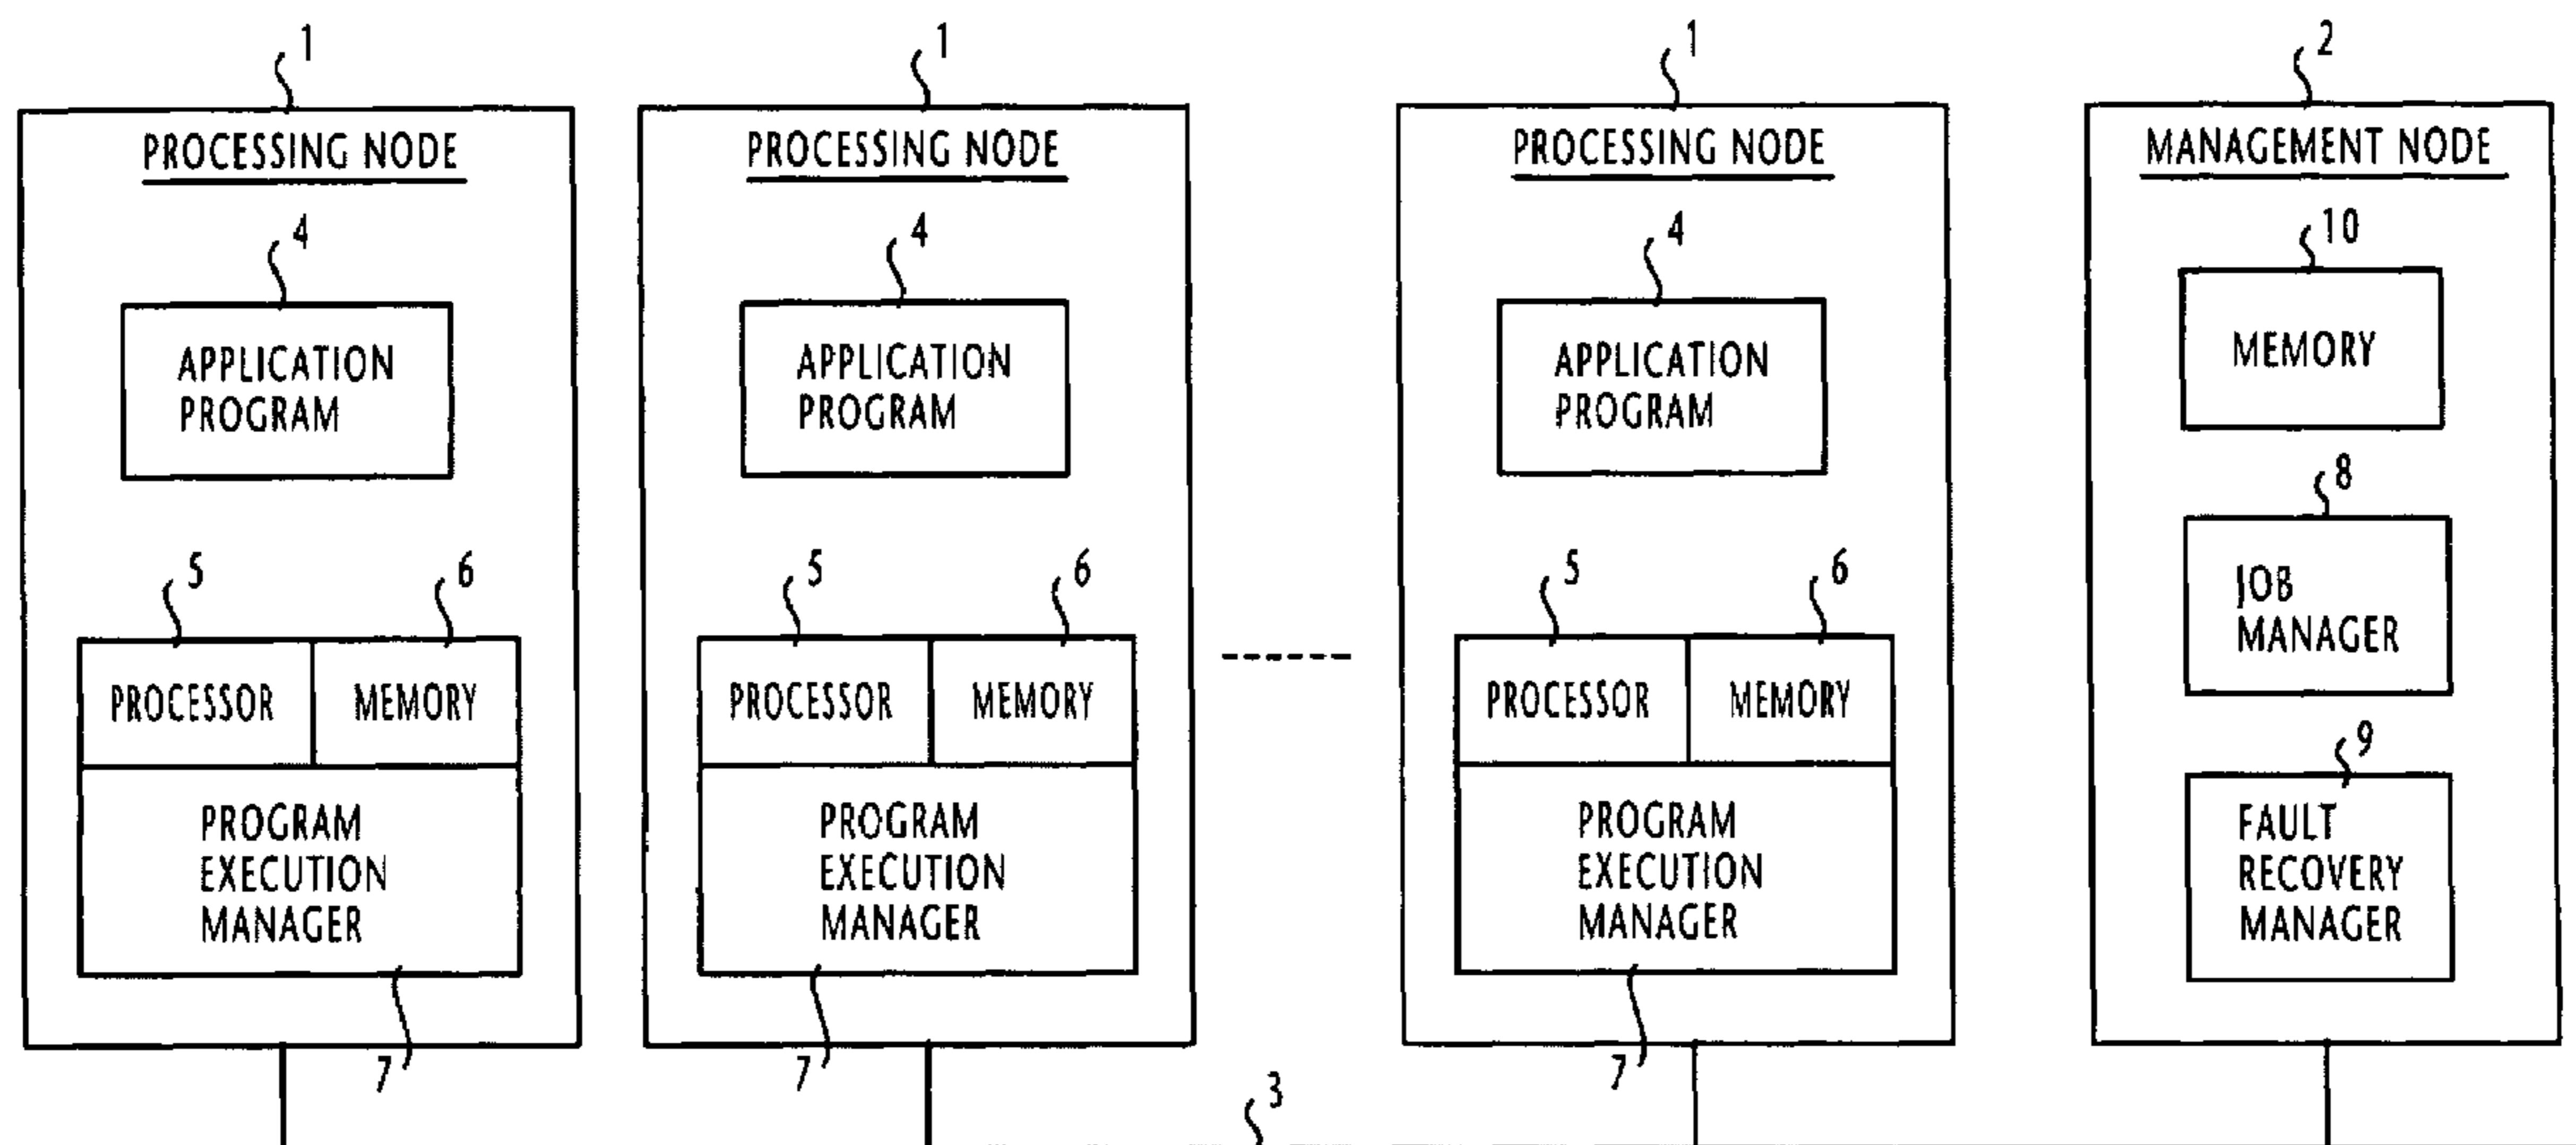 1
1
1
2
PROCESSING NODE
PROCESSING NODE
PROCESSING NODE
MANAGEMENT NODE
4
4
4
10
APPLICATION
PROGRAM
APPLICATION
PROGRAM
APPLICATION
PROGRAM
MEMORY
8
5
6
5
6
5
6
JOB
MANAGER
PROCESSOR
MEMORY
PROCESSOR
MEMORY
PROCESSOR
MEMORY
9
PROGRAM
EXECUTION
MANAGER
PROGRAM
EXECUTION
MANAGER
PROGRAM
EXECUTION
MANAGER
FAULT
RECOVERY
MANAGER
7
7
7
3